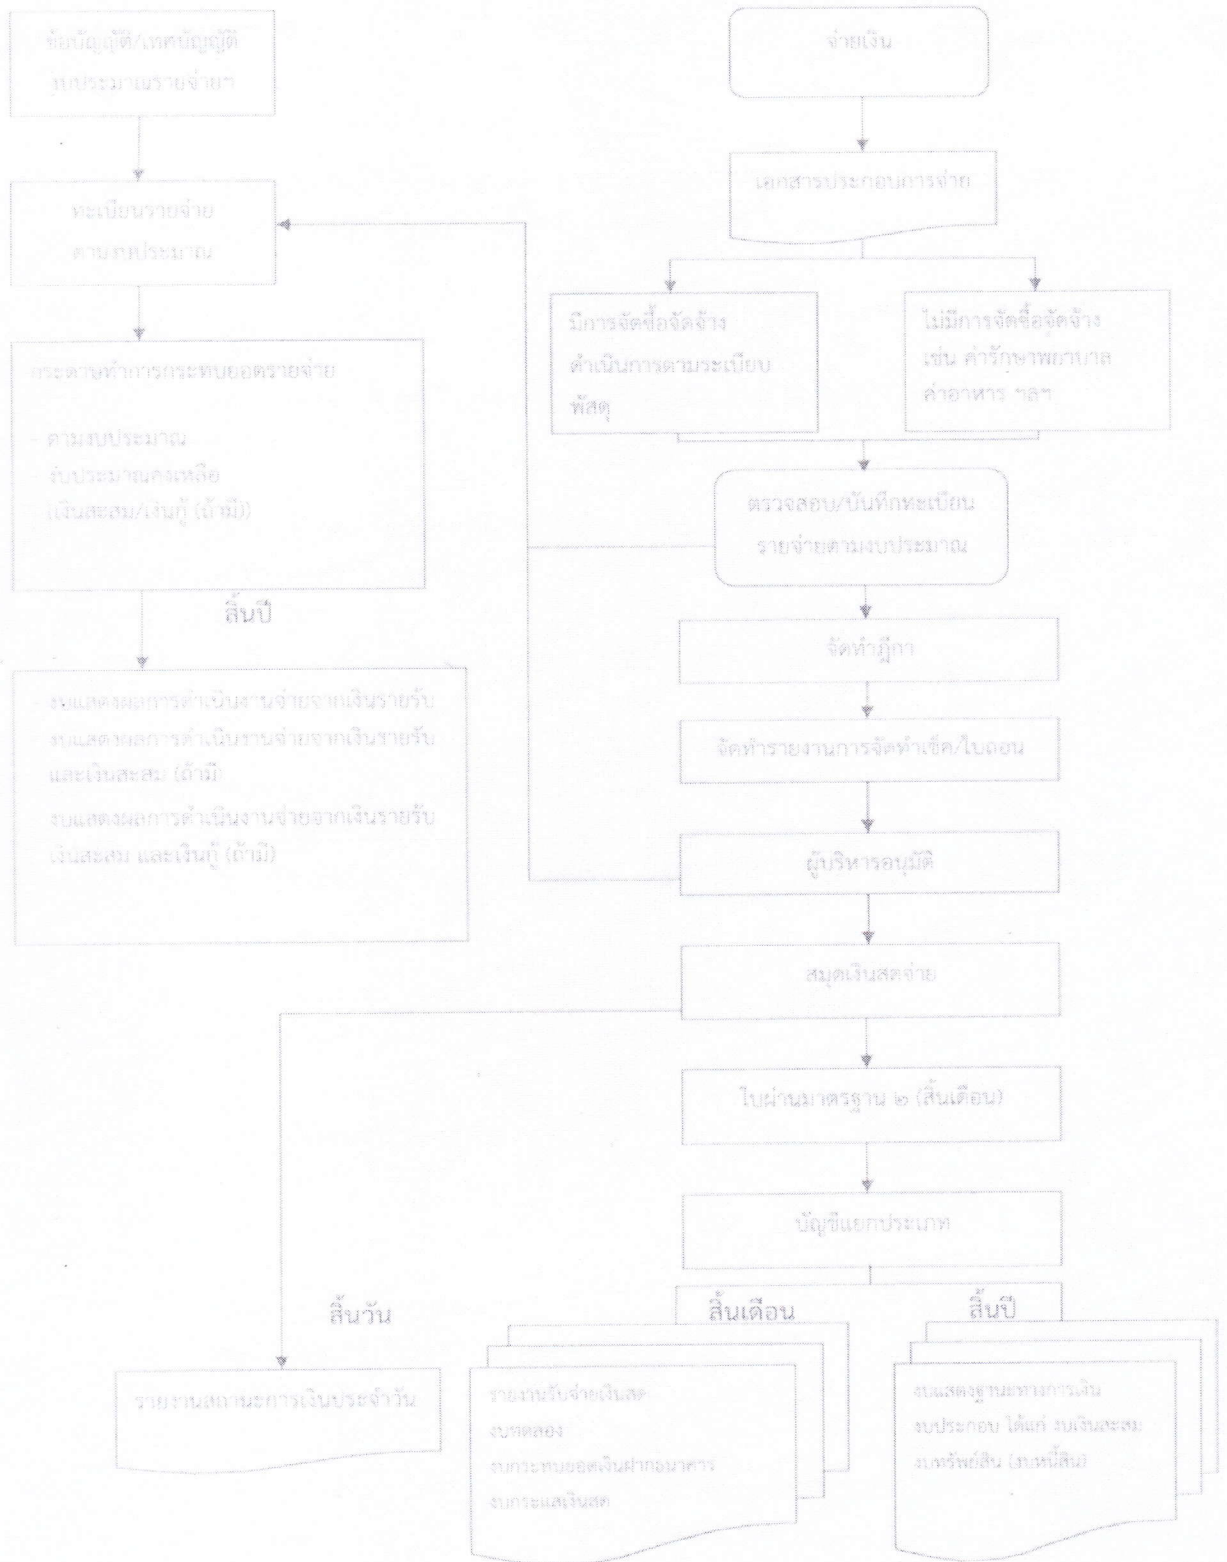 ข้อบัญญัติ/เทศบัญญัติ
งบประมาณรายจ่ายฯ
จ่ายเงิน
เอกสารประกอบการจ่าย
ทะเบียนรายจ่าย
ตามงบประมาณ
มีการจัดซื้อจัดจ้าง
ดำเนินการตามระเบียบ
พัสดุ
ไม่มีการจัดซื้อจัดจ้าง
เช่น ค่ารักษาพยาบาล
ค่าอาหาร ฯลฯ
กระดาษทำการกระทบยอดรายจ่าย
- ตามงบประมาณ
- งบประมาณคงเหลือ
(เงินสะสม/เงินกู้ (ถ้ามี))
ตรวจสอบ/บันทึกทะเบียน
รายจ่ายตามงบประมาณ
สิ้นปี
จัดทำฎีกา
- งบแสดงผลการดำเนินงานจ่ายจากเงินรายรับ
- งบแสดงผลการดำเนินงานจ่ายจากเงินรายรับ
และเงินสะสม (ถ้ามี)
- งบแสดงผลการดำเนินงานจ่ายจากเงินรายรับ
เงินสะสม และเงินกู้ (ถ้ามี)
จัดทำรายงานการจัดทำเช็ค/ใบถอน
ผู้บริหารอนุมัติ
สมุดเงินสดจ่าย
ใบผ่านมาตรฐาน ๒ (สิ้นเดือน)
บัญชีแยกประเภท
สิ้นวัน
สิ้นเดือน
สิ้นปี
รายงานสถานะการเงินประจำวัน
รายงานรับจ่ายเงินสด
งบทดลอง
งบกระทบยอดเงินฝากธนาคาร
งบกระแสเงินสด
งบแสดงฐานะทางการเงิน
งบประกอบ ได้แก่ งบเงินสะสม
งบทรัพย์สิน (งบหนี้สิน)